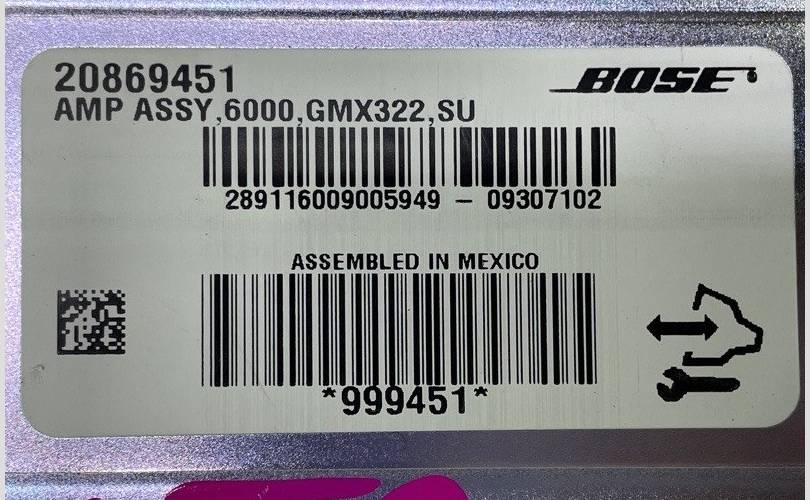 20869451
BOSE
AMP ASSY,6000,GMX322,SU
289116009005949 – 09307102
ASSEMBLED IN MEXICO
*999451*